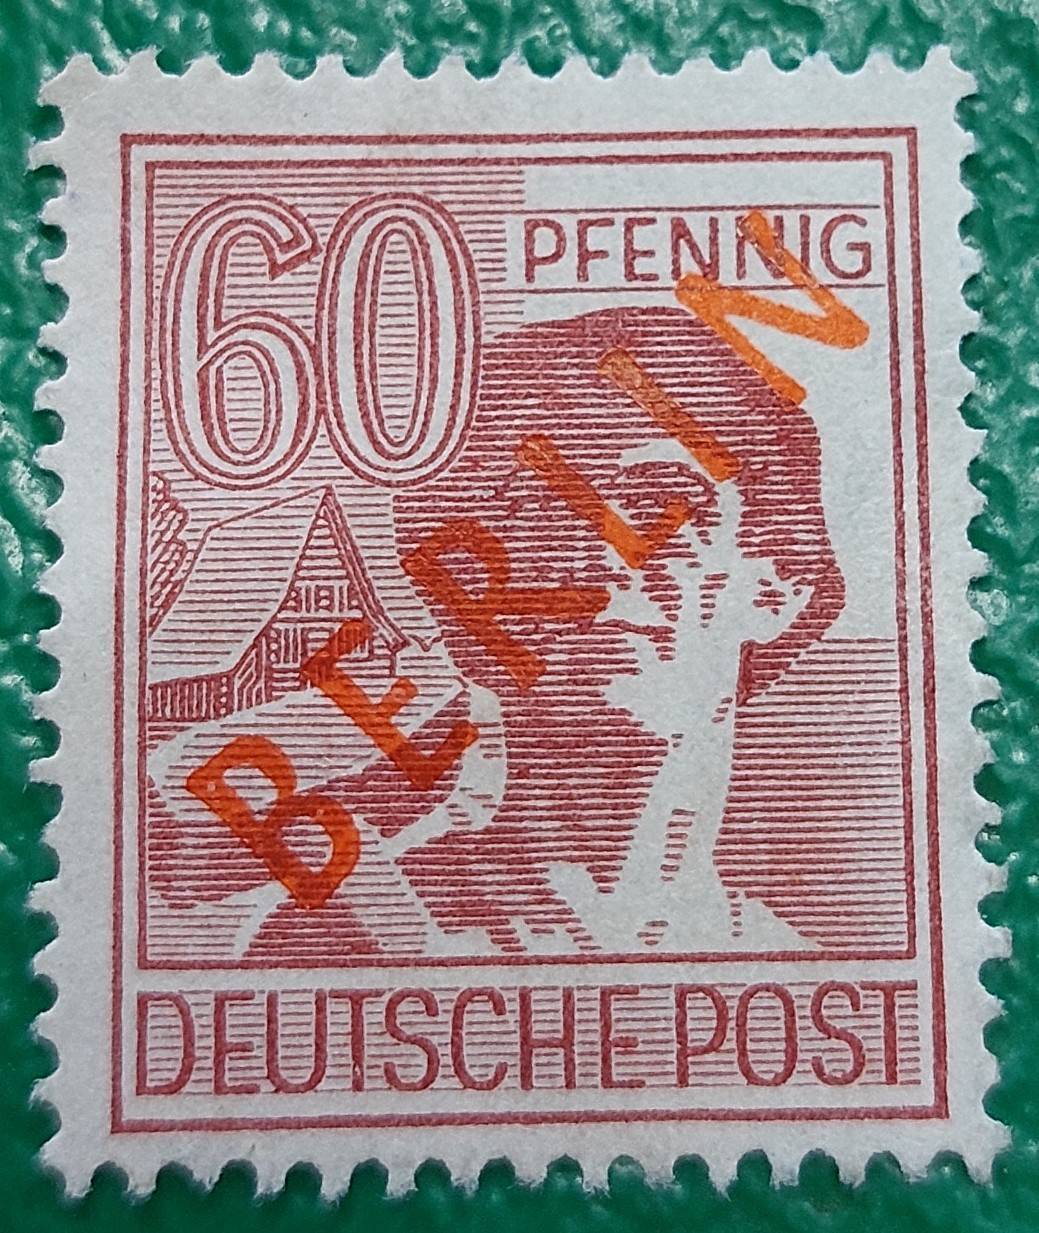 60 PFENNIG
BERLIN
DEUTSCHE POST